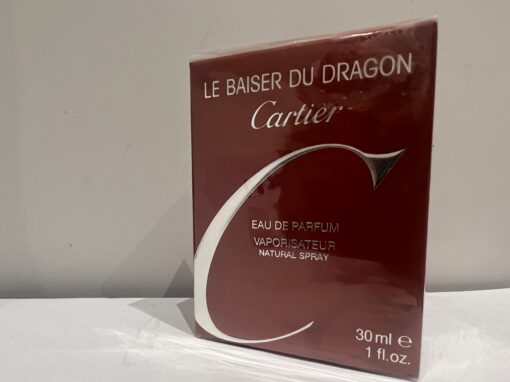 LE BAISER DU DRAGON
Cartier
EAU DE PARFUM
VAPORISATEUR
NATURAL SPRAY
30 ml ℮
1 fl.oz.